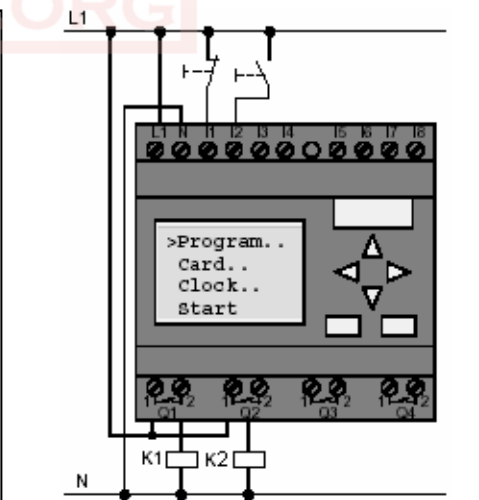 ORG
L1
L1 N I1 I2 I3 I4 I5 I6 I7 I8
>Program..
Card..
Clock..
Start
1 2 1 2 1 2 1 2
Q1 Q2 Q3 Q4
K1 K2
N